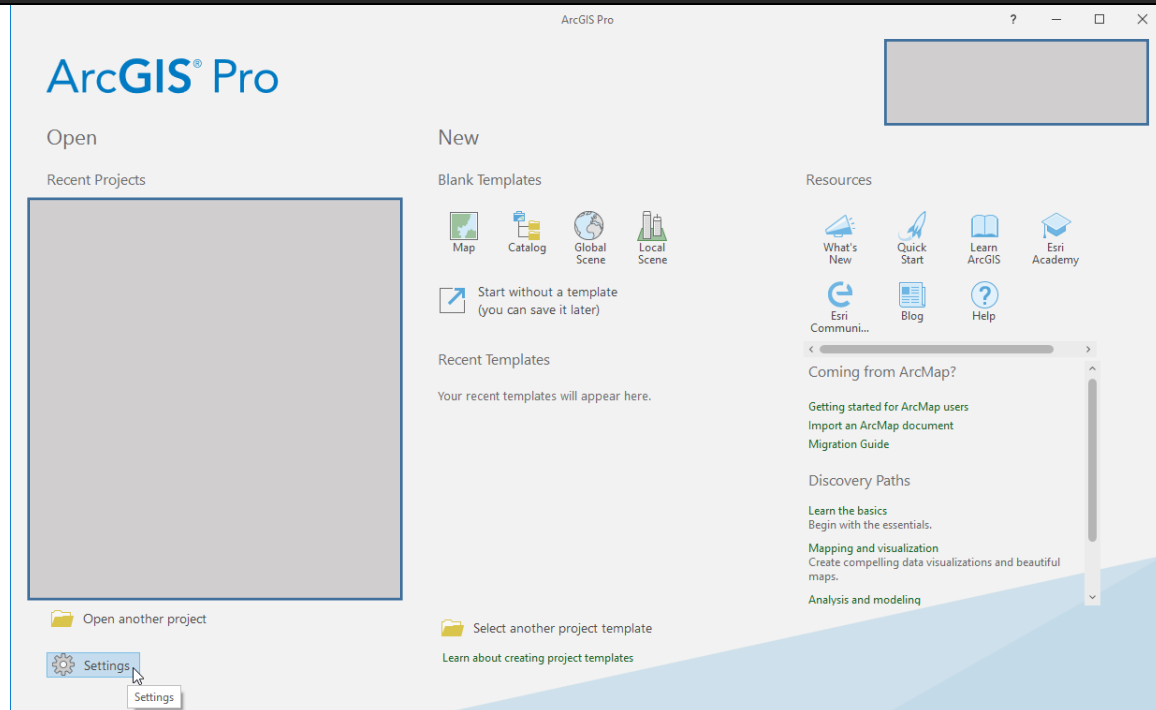 ArcGIS Pro
?
ArcGIS® Pro
Open
Recent Projects
Open another project
Settings
Settings
New
Blank Templates
Map
Catalog
Global
Scene
Local
Scene
Start without a template
(you can save it later)
Recent Templates
Your recent templates will appear here.
Select another project template
Learn about creating project templates
Resources
What's
New
Quick
Start
Learn
ArcGIS
Esri
Academy
Esri
Communi...
Blog
Help
Coming from ArcMap?
Getting started for ArcMap users
Import an ArcMap document
Migration Guide
Discovery Paths
Learn the basics
Begin with the essentials.
Mapping and visualization
Create compelling data visualizations and beautiful
maps.
Analysis and modeling